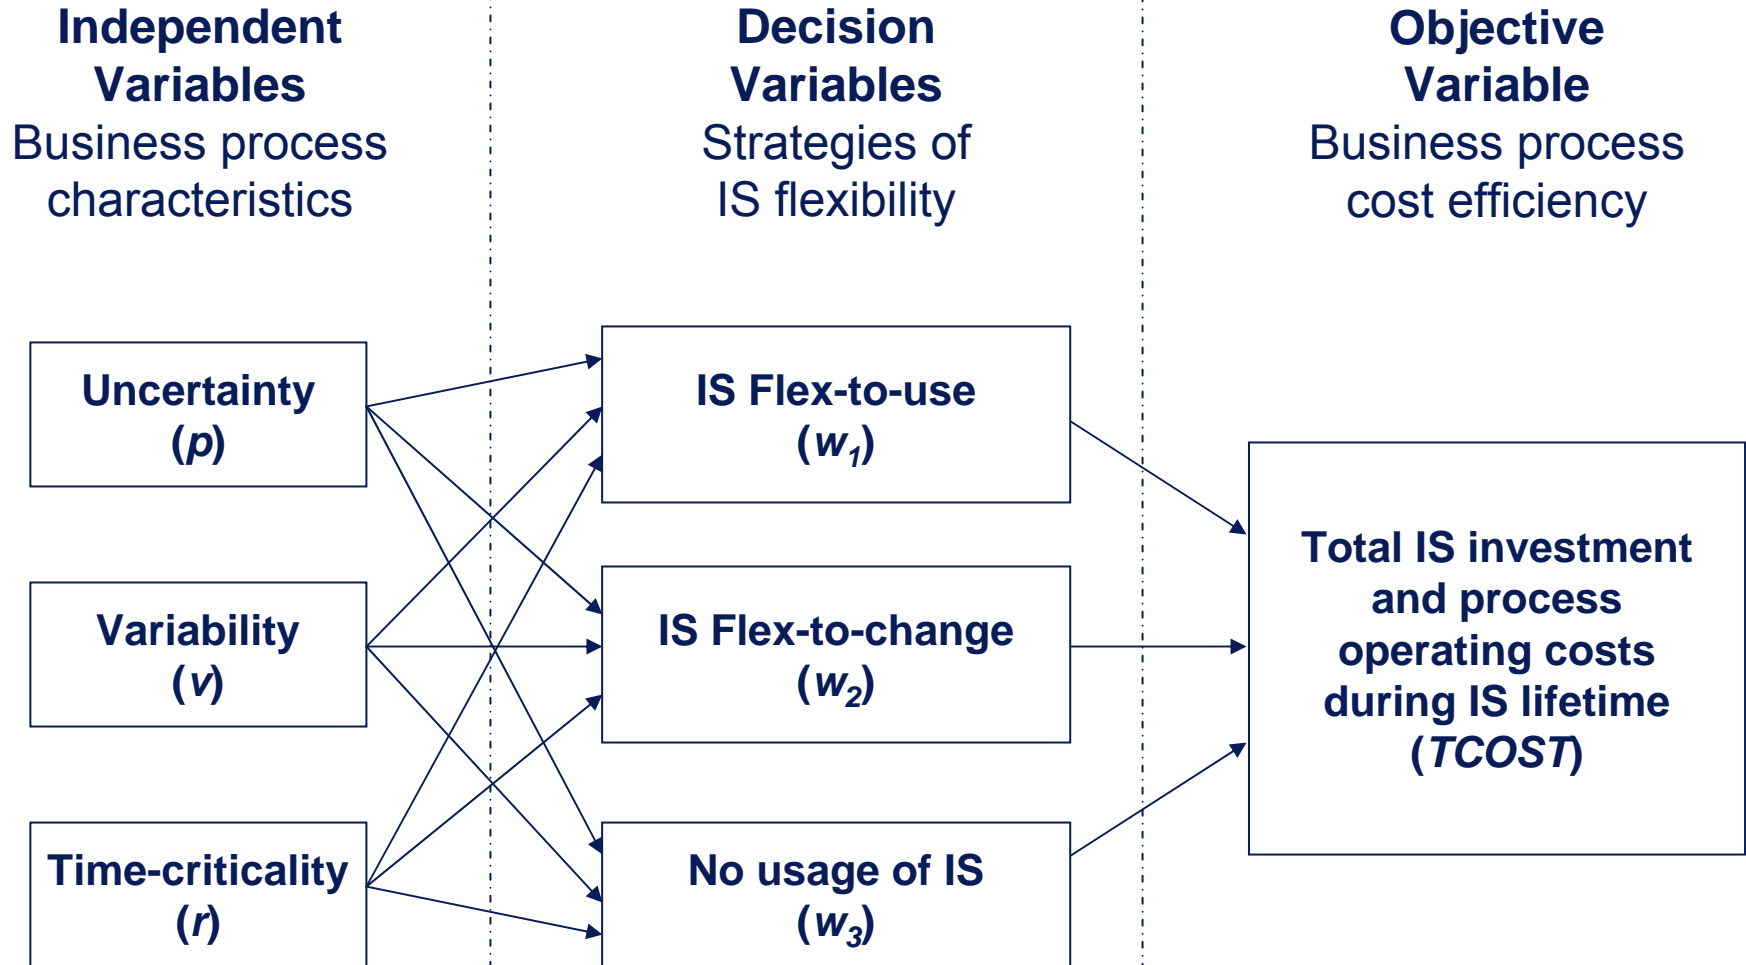 Independent
Variables
Business process
characteristics
Decision
Variables
Strategies of
IS flexibility
Objective
Variable
Business process
cost efficiency
Uncertainty
(p)
Variability
(v)
Time-criticality
(r)
IS Flex-to-use
(w1)
IS Flex-to-change
(w2)
No usage of IS
(w3)
Total IS investment
and process
operating costs
during IS lifetime
(TCOST)